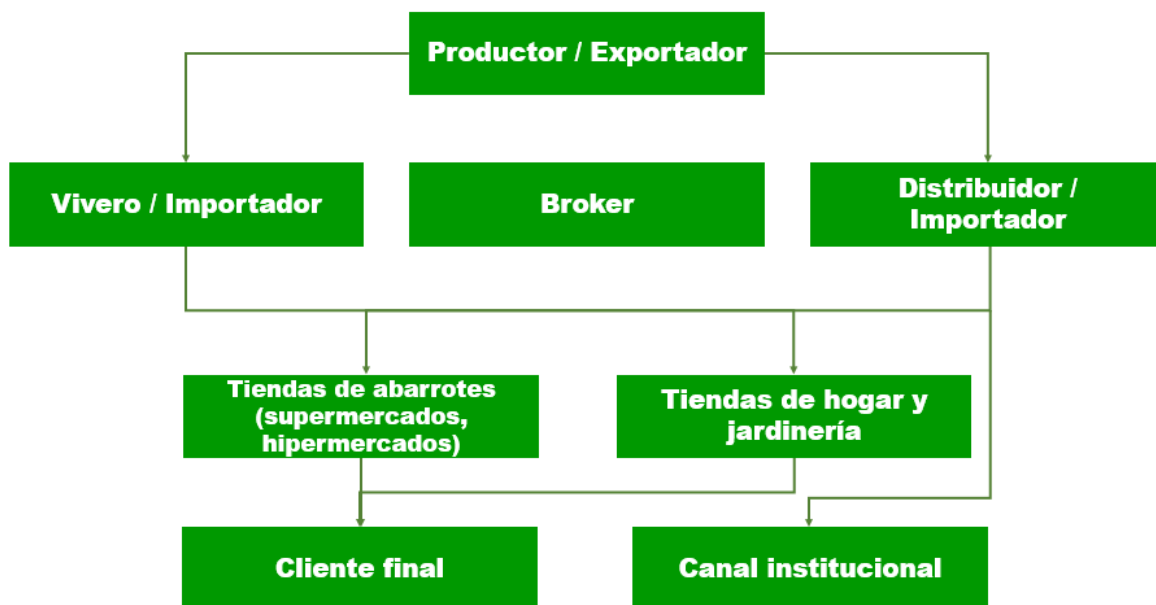 Productor / Exportador
Vivero / Importador
Broker
Distribuidor /
Importador
Tiendas de abarrotes
(supermercados,
hipermercados)
Tiendas de hogar y
jardinería
Cliente final
Canal institucional